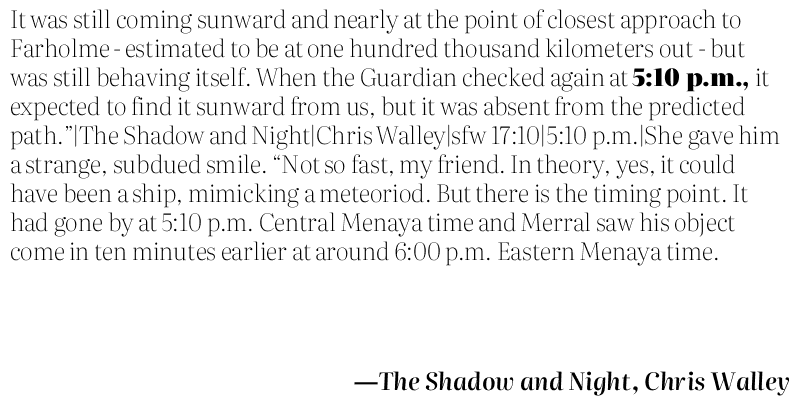 It was still coming sunward and nearly at the point of closest approach to
Farholme - estimated to be at one hundred thousand kilometers out - but
was still behaving itself. When the Guardian checked again at 5:10 p.m., it
expected to find it sunward from us, but it was absent from the predicted
path.”|The Shadow and Night|Chris Walley|sfw 17:10|5:10 p.m.|She gave him
a strange, subdued smile. “Not so fast, my friend. In theory, yes, it could
have been a ship, mimicking a meteoriod. But there is the timing point. It
had gone by at 5:10 p.m. Central Menaya time and Merral saw his object
come in ten minutes earlier at around 6:00 p.m. Eastern Menaya time.
—The Shadow and Night, Chris Walley